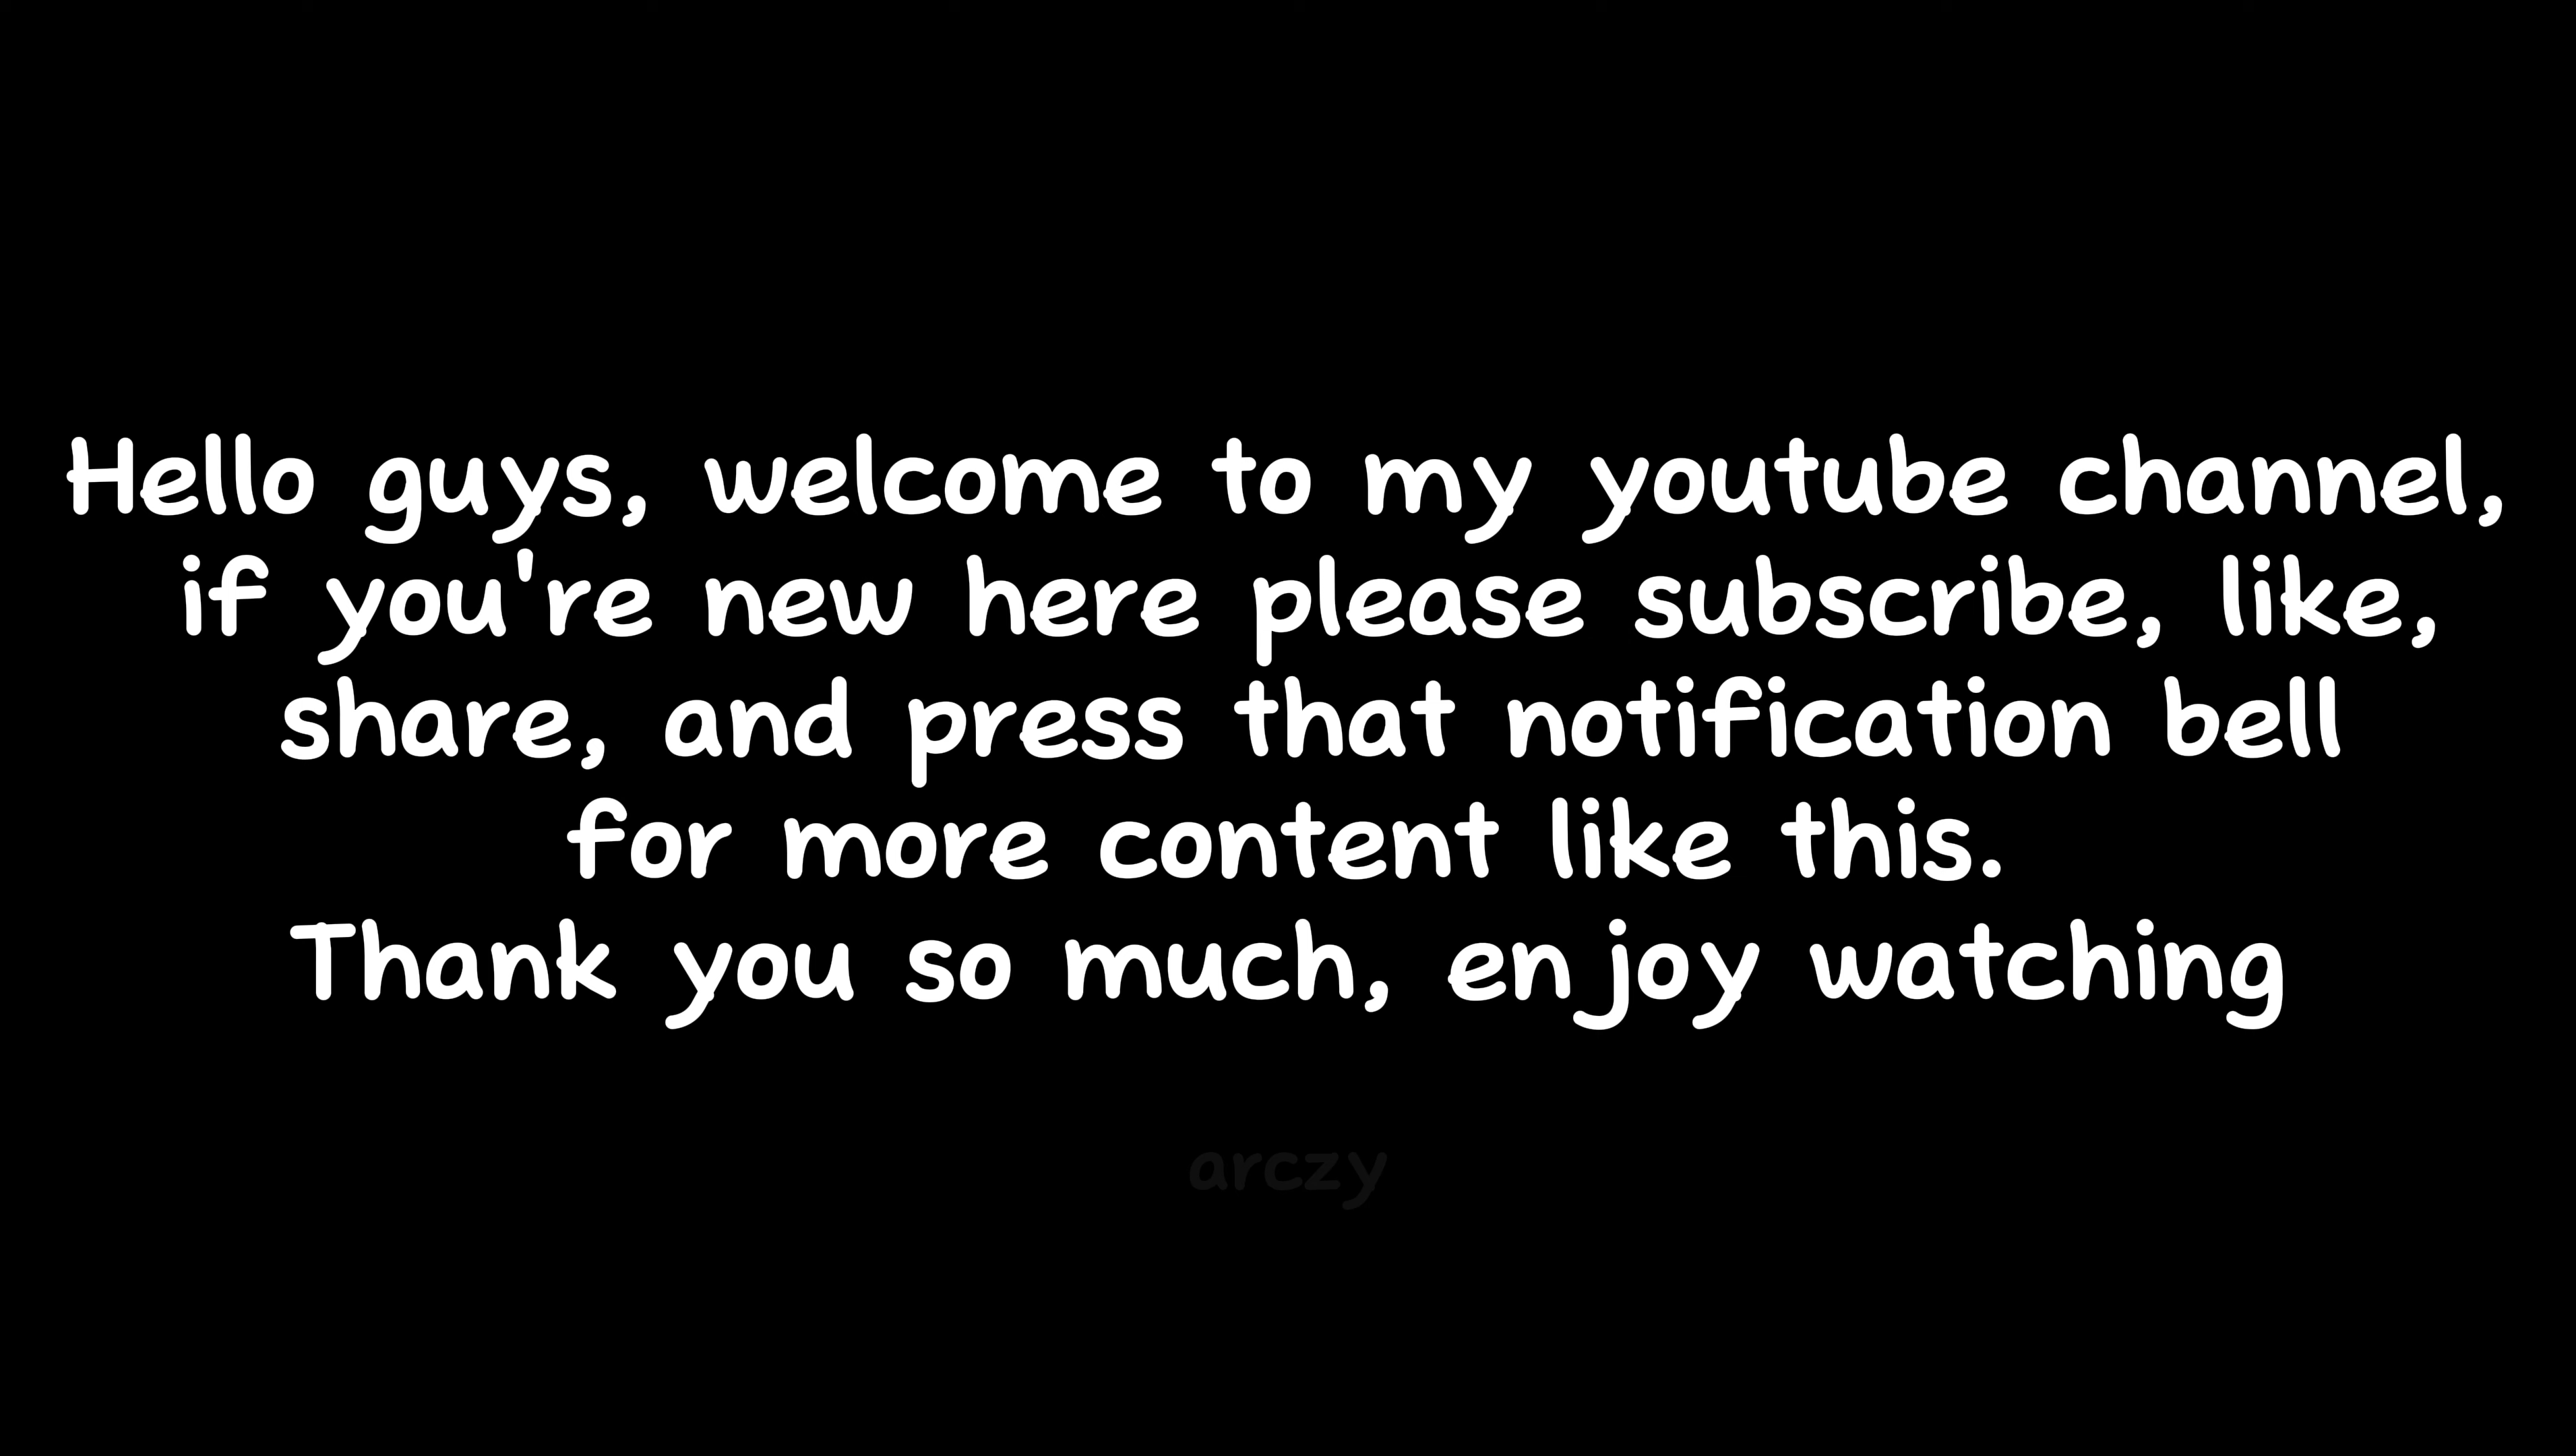 Hello guys, welcome to my youtube channel,
if you're new here please subscribe, like,
share, and press that notification bell
for more content like this.
Thank you so much, enjoy watching
arczy